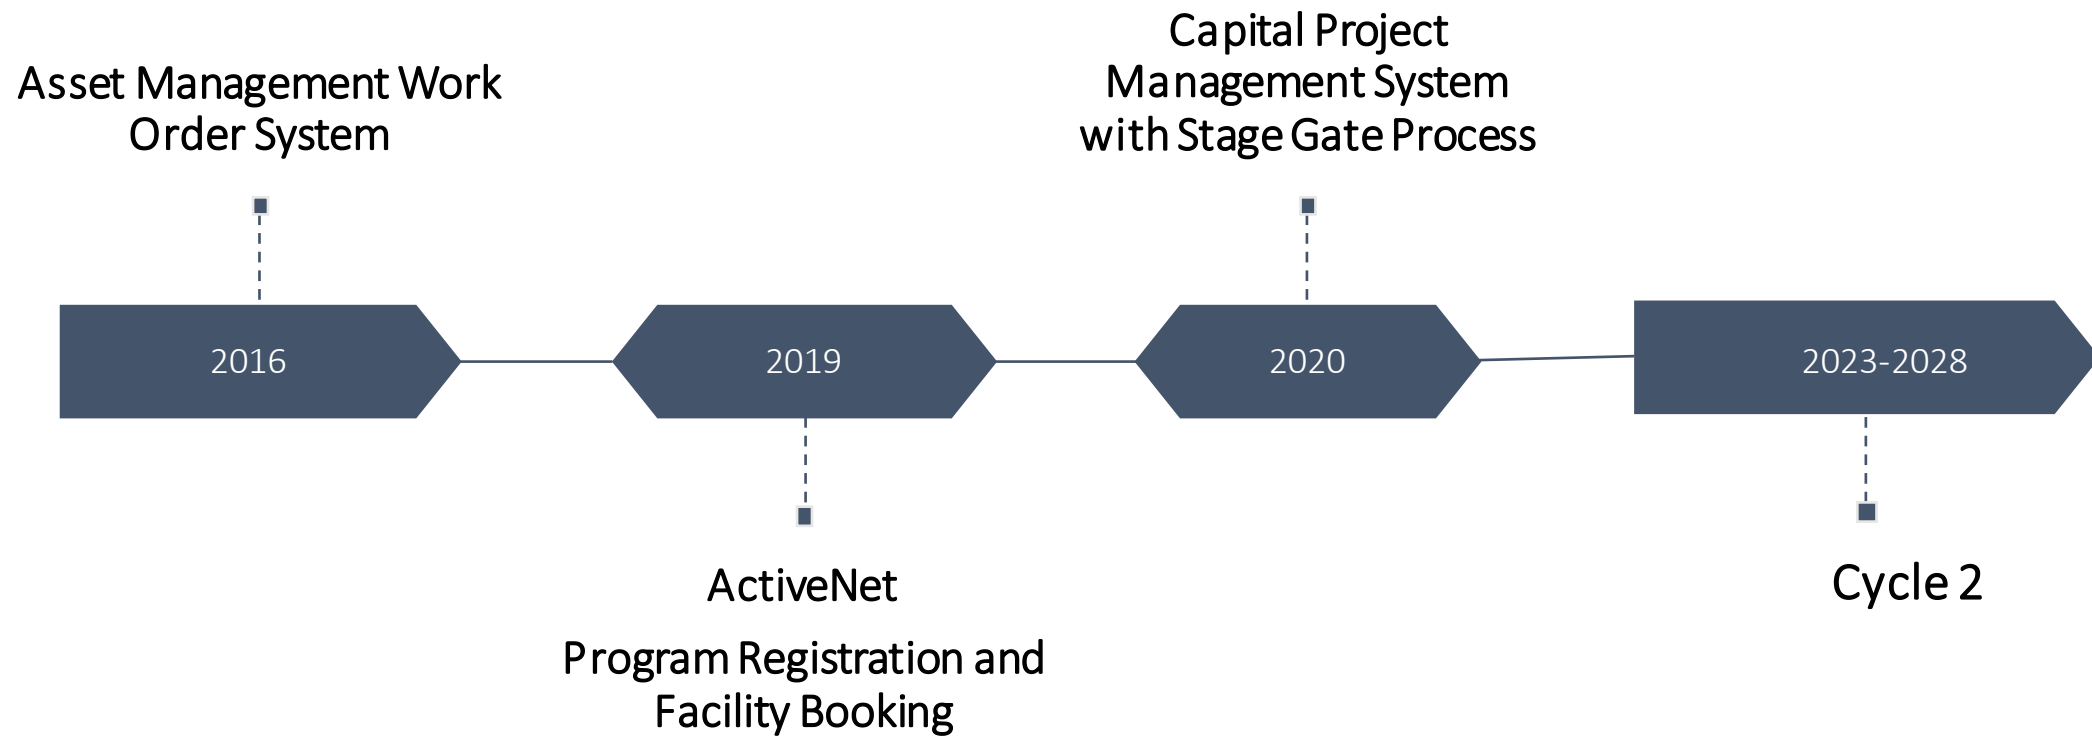 Capital Project
Asset Management Work
Management System
Order System
with Stage Gate Process
2016
2019
2020
2023-2028
ActiveNet
Cycle 2
Program Registration and
Facility Booking